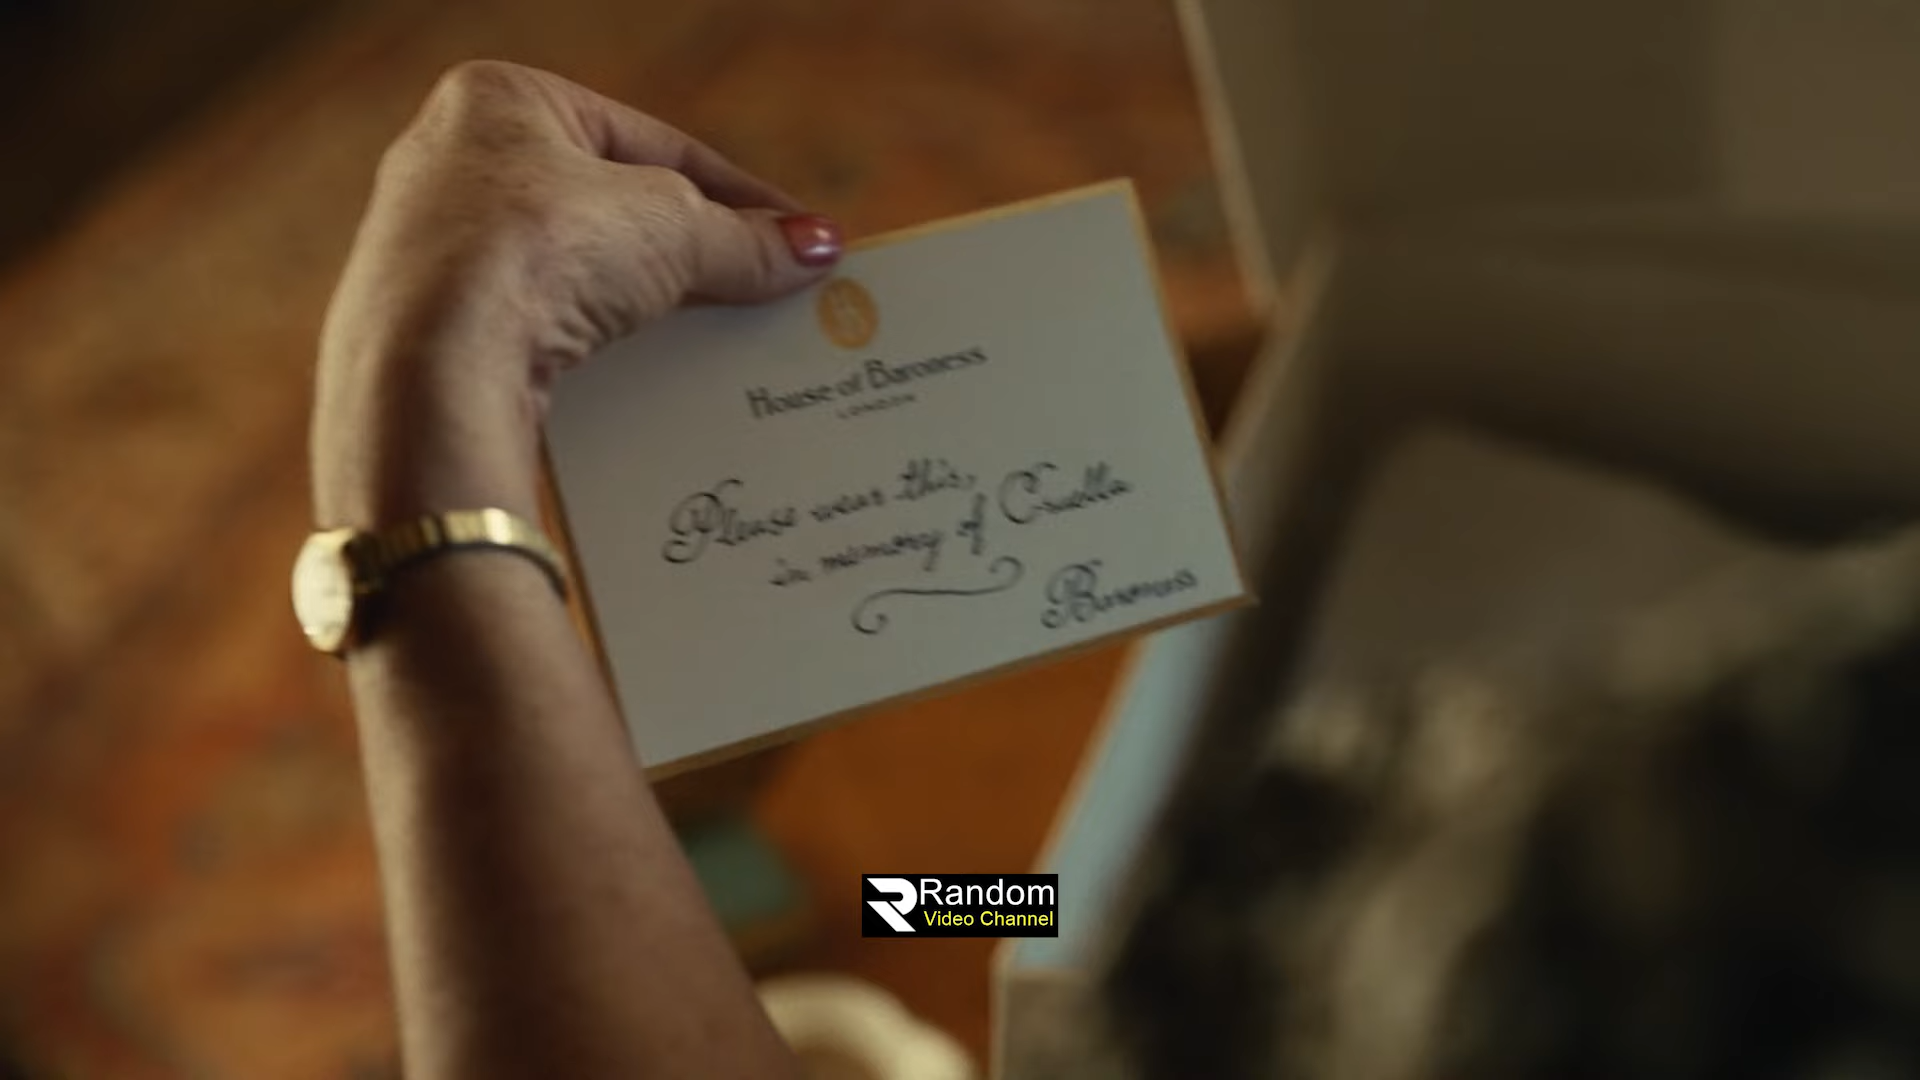 House of Baroness
LONDON
Please wear this,
in memory of Cruella
Baroness
Random
Video Channel